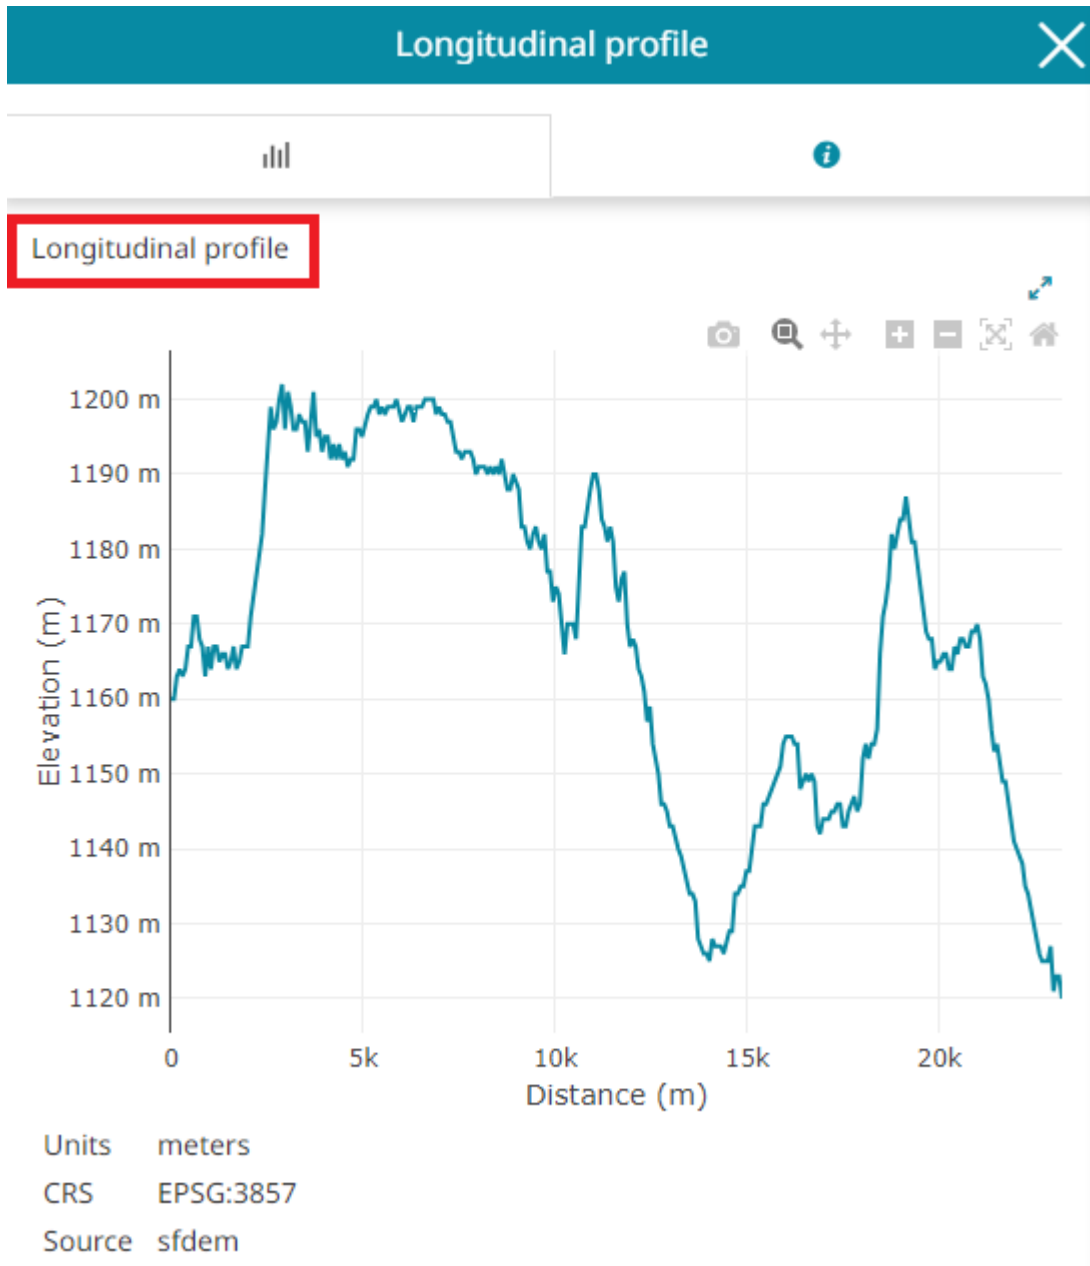 Longitudinal profile
Longitudinal profile
1200 m
1190 m
1180 m
1170 m
1160 m
1150 m
1140 m
1130 m
1120 m
Elevation (m)
0 5k 10k 15k 20k
Distance (m)
Units meters
CRS EPSG:3857
Source sfdem